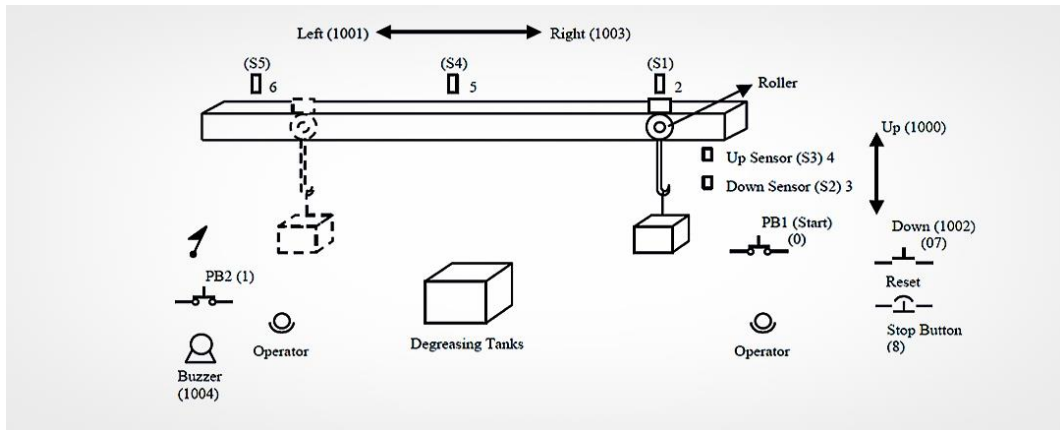 Left (1001)
Right (1003)
(S5)
6
(S4)
5
(S1)
2
Roller
Up (1000)
Up Sensor (S3) 4
Down Sensor (S2) 3
PB1 (Start)
(0)
Down (1002)
(07)
Reset
Stop Button
(8)
PB2 (1)
Operator
Degreasing Tanks
Operator
Buzzer
(1004)